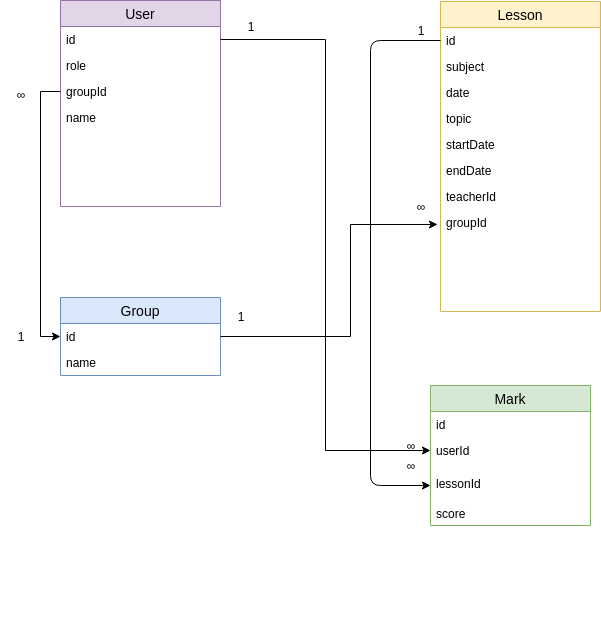 User
id
role
groupId
name
1
∞
1
Group
id
name
1
Lesson
id
subject
date
topic
startDate
endDate
teacherId
groupId
1
∞
Mark
id
userId
lessonId
score
∞
∞